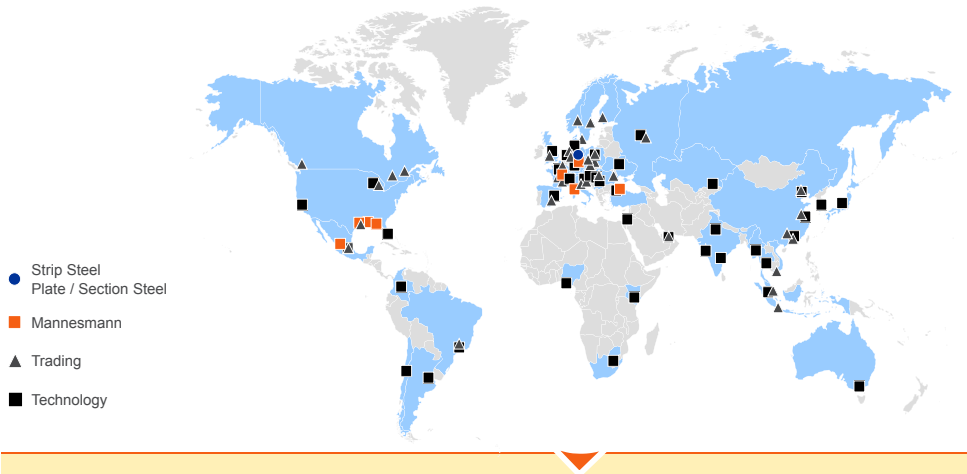 Strip Steel
Plate / Section Steel
Mannesmann
Trading
Technology